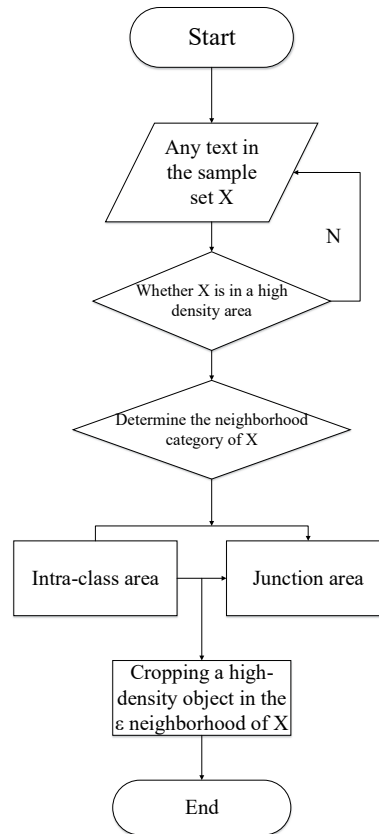 Start
Any text in
the sample
set X
N
Whether X is in a high
density area
Determine the neighborhood
category of X
Intra-class area
Junction area
Cropping a high-
density object in the
ε neighborhood of X
End